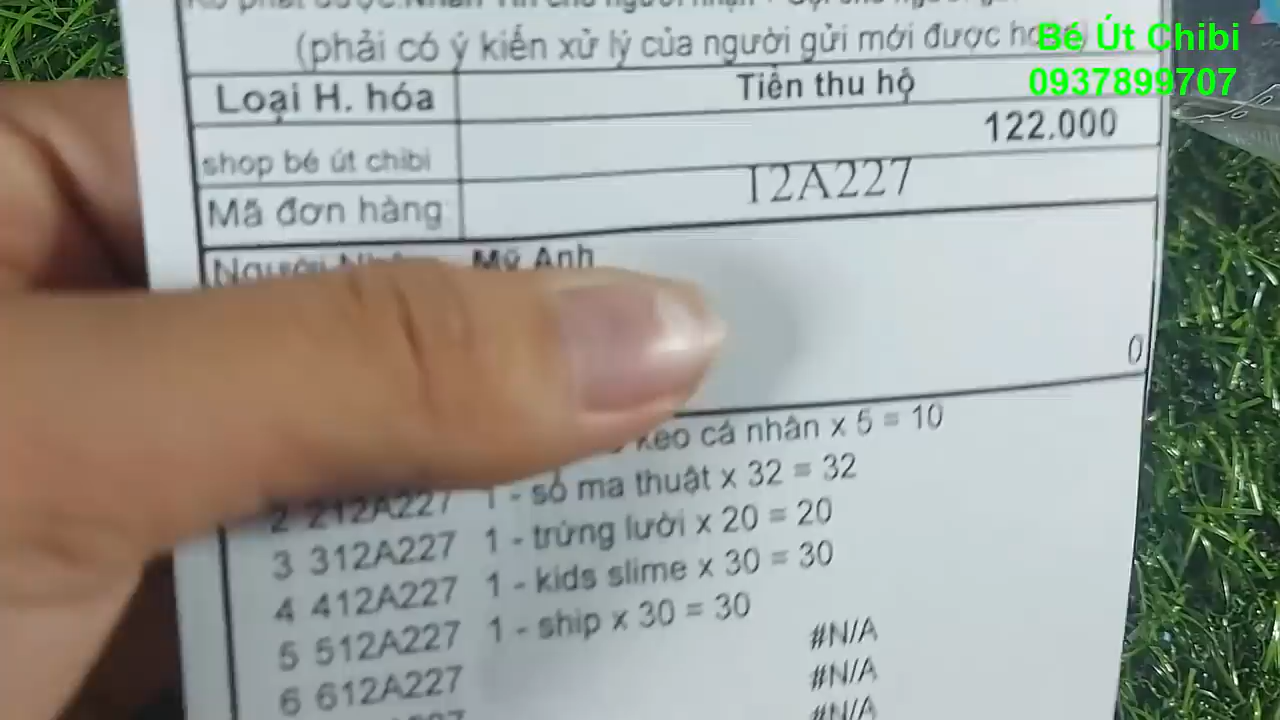 (phải có ý kiến xử lý của người gửi mới được
Bé Út Chibi
0937899707
Loại H. hóa
Tiền thu hộ
shop bé út chibi
122.000
Mã đơn hàng
12A227
Mỹ Anh
0
kẹo cá nhân x 5 = 10
2 212A227 1 - sổ ma thuật x 32 = 32
3 312A227 1 - trứng lười x 20 = 20
4 412A227 1 - kids slime x 30 = 30
5 512A227 1 - ship x 30 = 30
6 612A227 #N/A
#N/A
#N/A